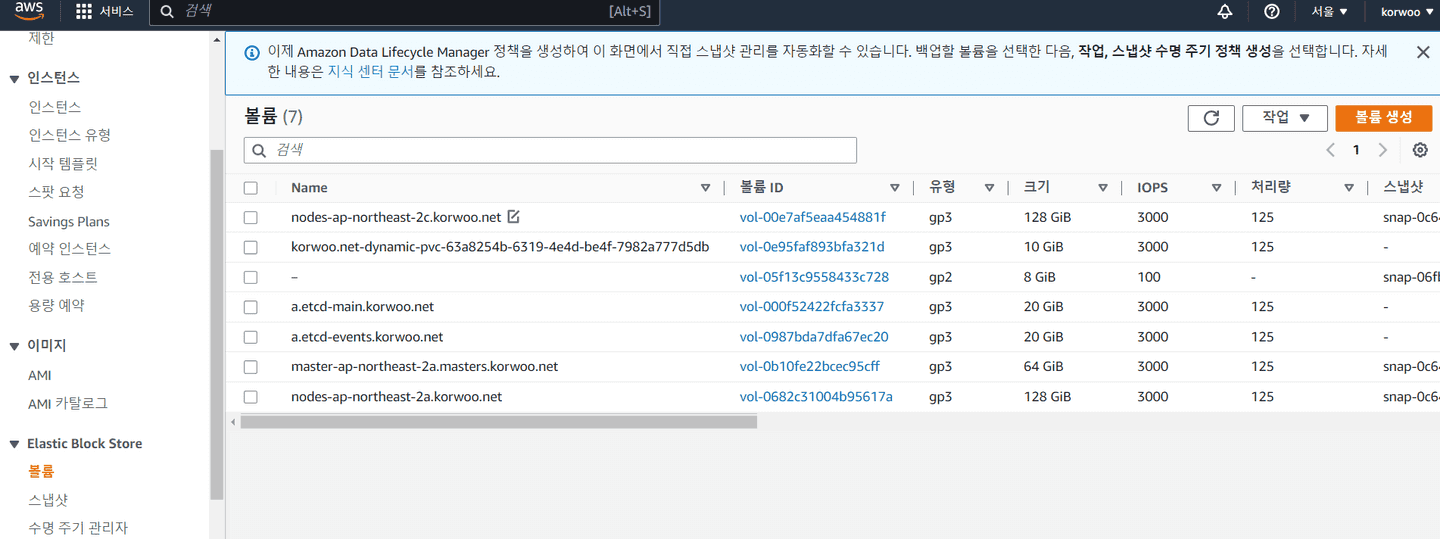 aws
서비스
검색
[Alt+S]
서울 ▼
korwoo ▼
제한
인스턴스
인스턴스
인스턴스 유형
시작 템플릿
스팟 요청
Savings Plans
예약 인스턴스
전용 호스트
용량 예약
이미지
AMI
AMI 카탈로그
Elastic Block Store
볼륨
스냅샷
수명 주기 관리자
이제 Amazon Data Lifecycle Manager 정책을 생성하여 이 화면에서 직접 스냅샷 관리를 자동화할 수 있습니다. 백업할 볼륨을 선택한 다음, 작업, 스냅샷 수명 주기 정책 생성을 선택합니다. 자세
한 내용은 지식 센터 문서를 참조하세요.
볼륨 (7)
작업 ▼
볼륨 생성
검색
1
Name 볼륨 ID 유형 크기 IOPS 처리량 스냅샷
nodes-ap-northeast-2c.korwoo.net vol-00e7af5eaa454881f gp3 128 GiB 3000 125 snap-0c64
korwoo.net-dynamic-pvc-63a8254b-6319-4e4d-be4f-7982a777d5db vol-0e95faf893bfa321d gp3 10 GiB 3000 125 -
– vol-05f13c9558433c728 gp2 8 GiB 100 - snap-06fb
a.etcd-main.korwoo.net vol-000f52422fcfa3337 gp3 20 GiB 3000 125 -
a.etcd-events.korwoo.net vol-0987bda7dfa67ec20 gp3 20 GiB 3000 125 -
master-ap-northeast-2a.masters.korwoo.net vol-0b10fe22bcec95cff gp3 64 GiB 3000 125 snap-0c64
nodes-ap-northeast-2a.korwoo.net vol-0682c31004b95617a gp3 128 GiB 3000 125 snap-0c64